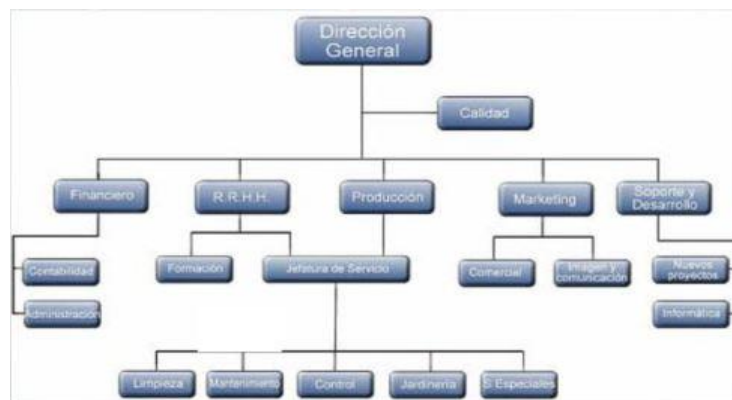 Dirección
General
Calidad
Financiero
R.R.H.H.
Producción
Marketing
Soporte y
Desarrollo
Contabilidad
Formación
Jefatura de Servicio
Comercial
Imagen y
comunicación
Nuevos
proyectos
Administración
Informática
Limpieza
Mantenimiento
Control
Jardinería
S Especiales